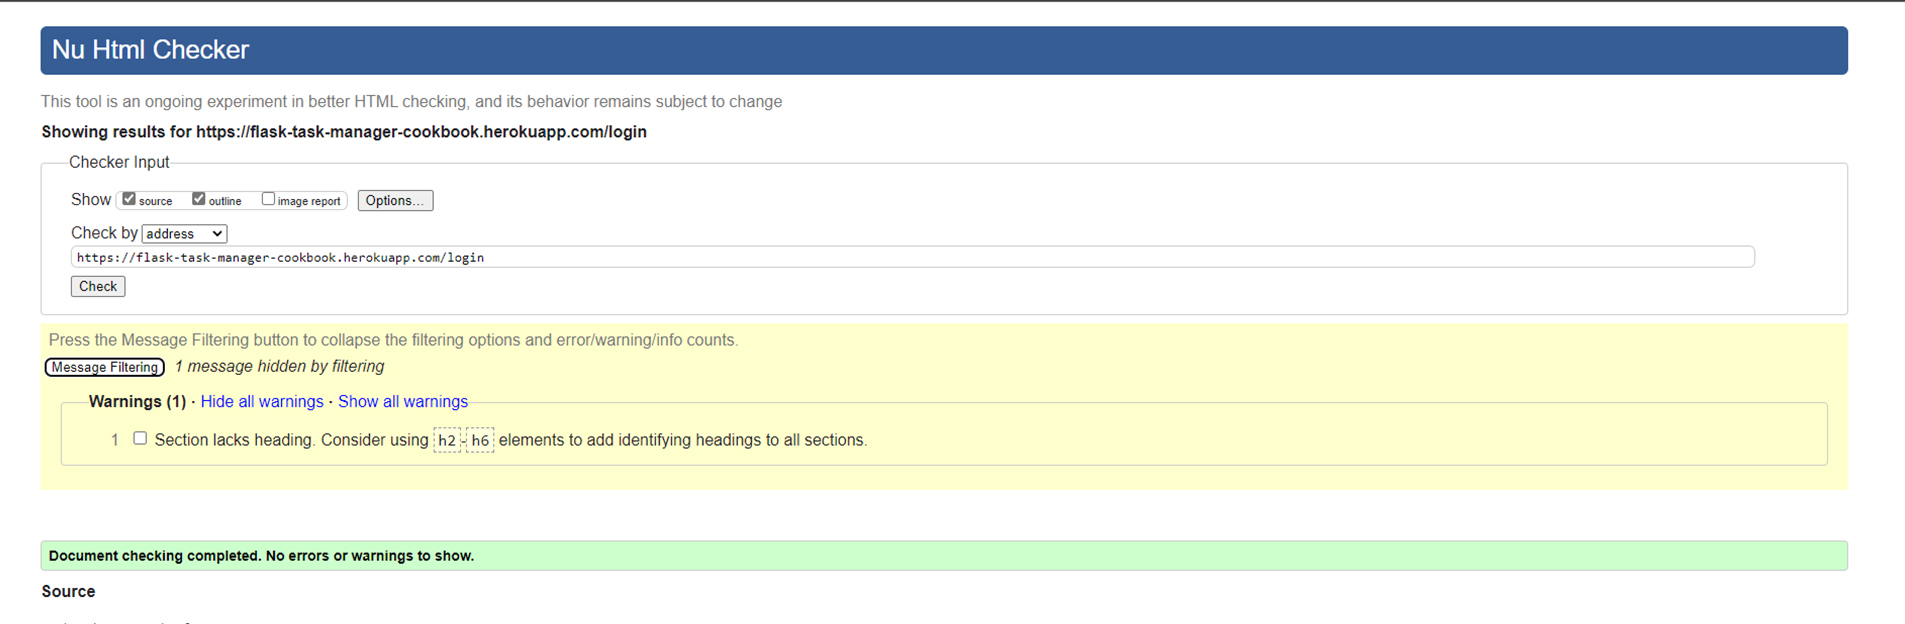 Nu Html Checker
This tool is an ongoing experiment in better HTML checking, and its behavior remains subject to change
Showing results for https://flask-task-manager-cookbook.herokuapp.com/login
Checker Input
Show source outline image report Options...
Check by address
https://flask-task-manager-cookbook.herokuapp.com/login
Check
Press the Message Filtering button to collapse the filtering options and error/warning/info counts.
Message Filtering 1 message hidden by filtering
Warnings (1) · Hide all warnings · Show all warnings
1 Section lacks heading. Consider using h2-h6 elements to add identifying headings to all sections.
Document checking completed. No errors or warnings to show.
Source